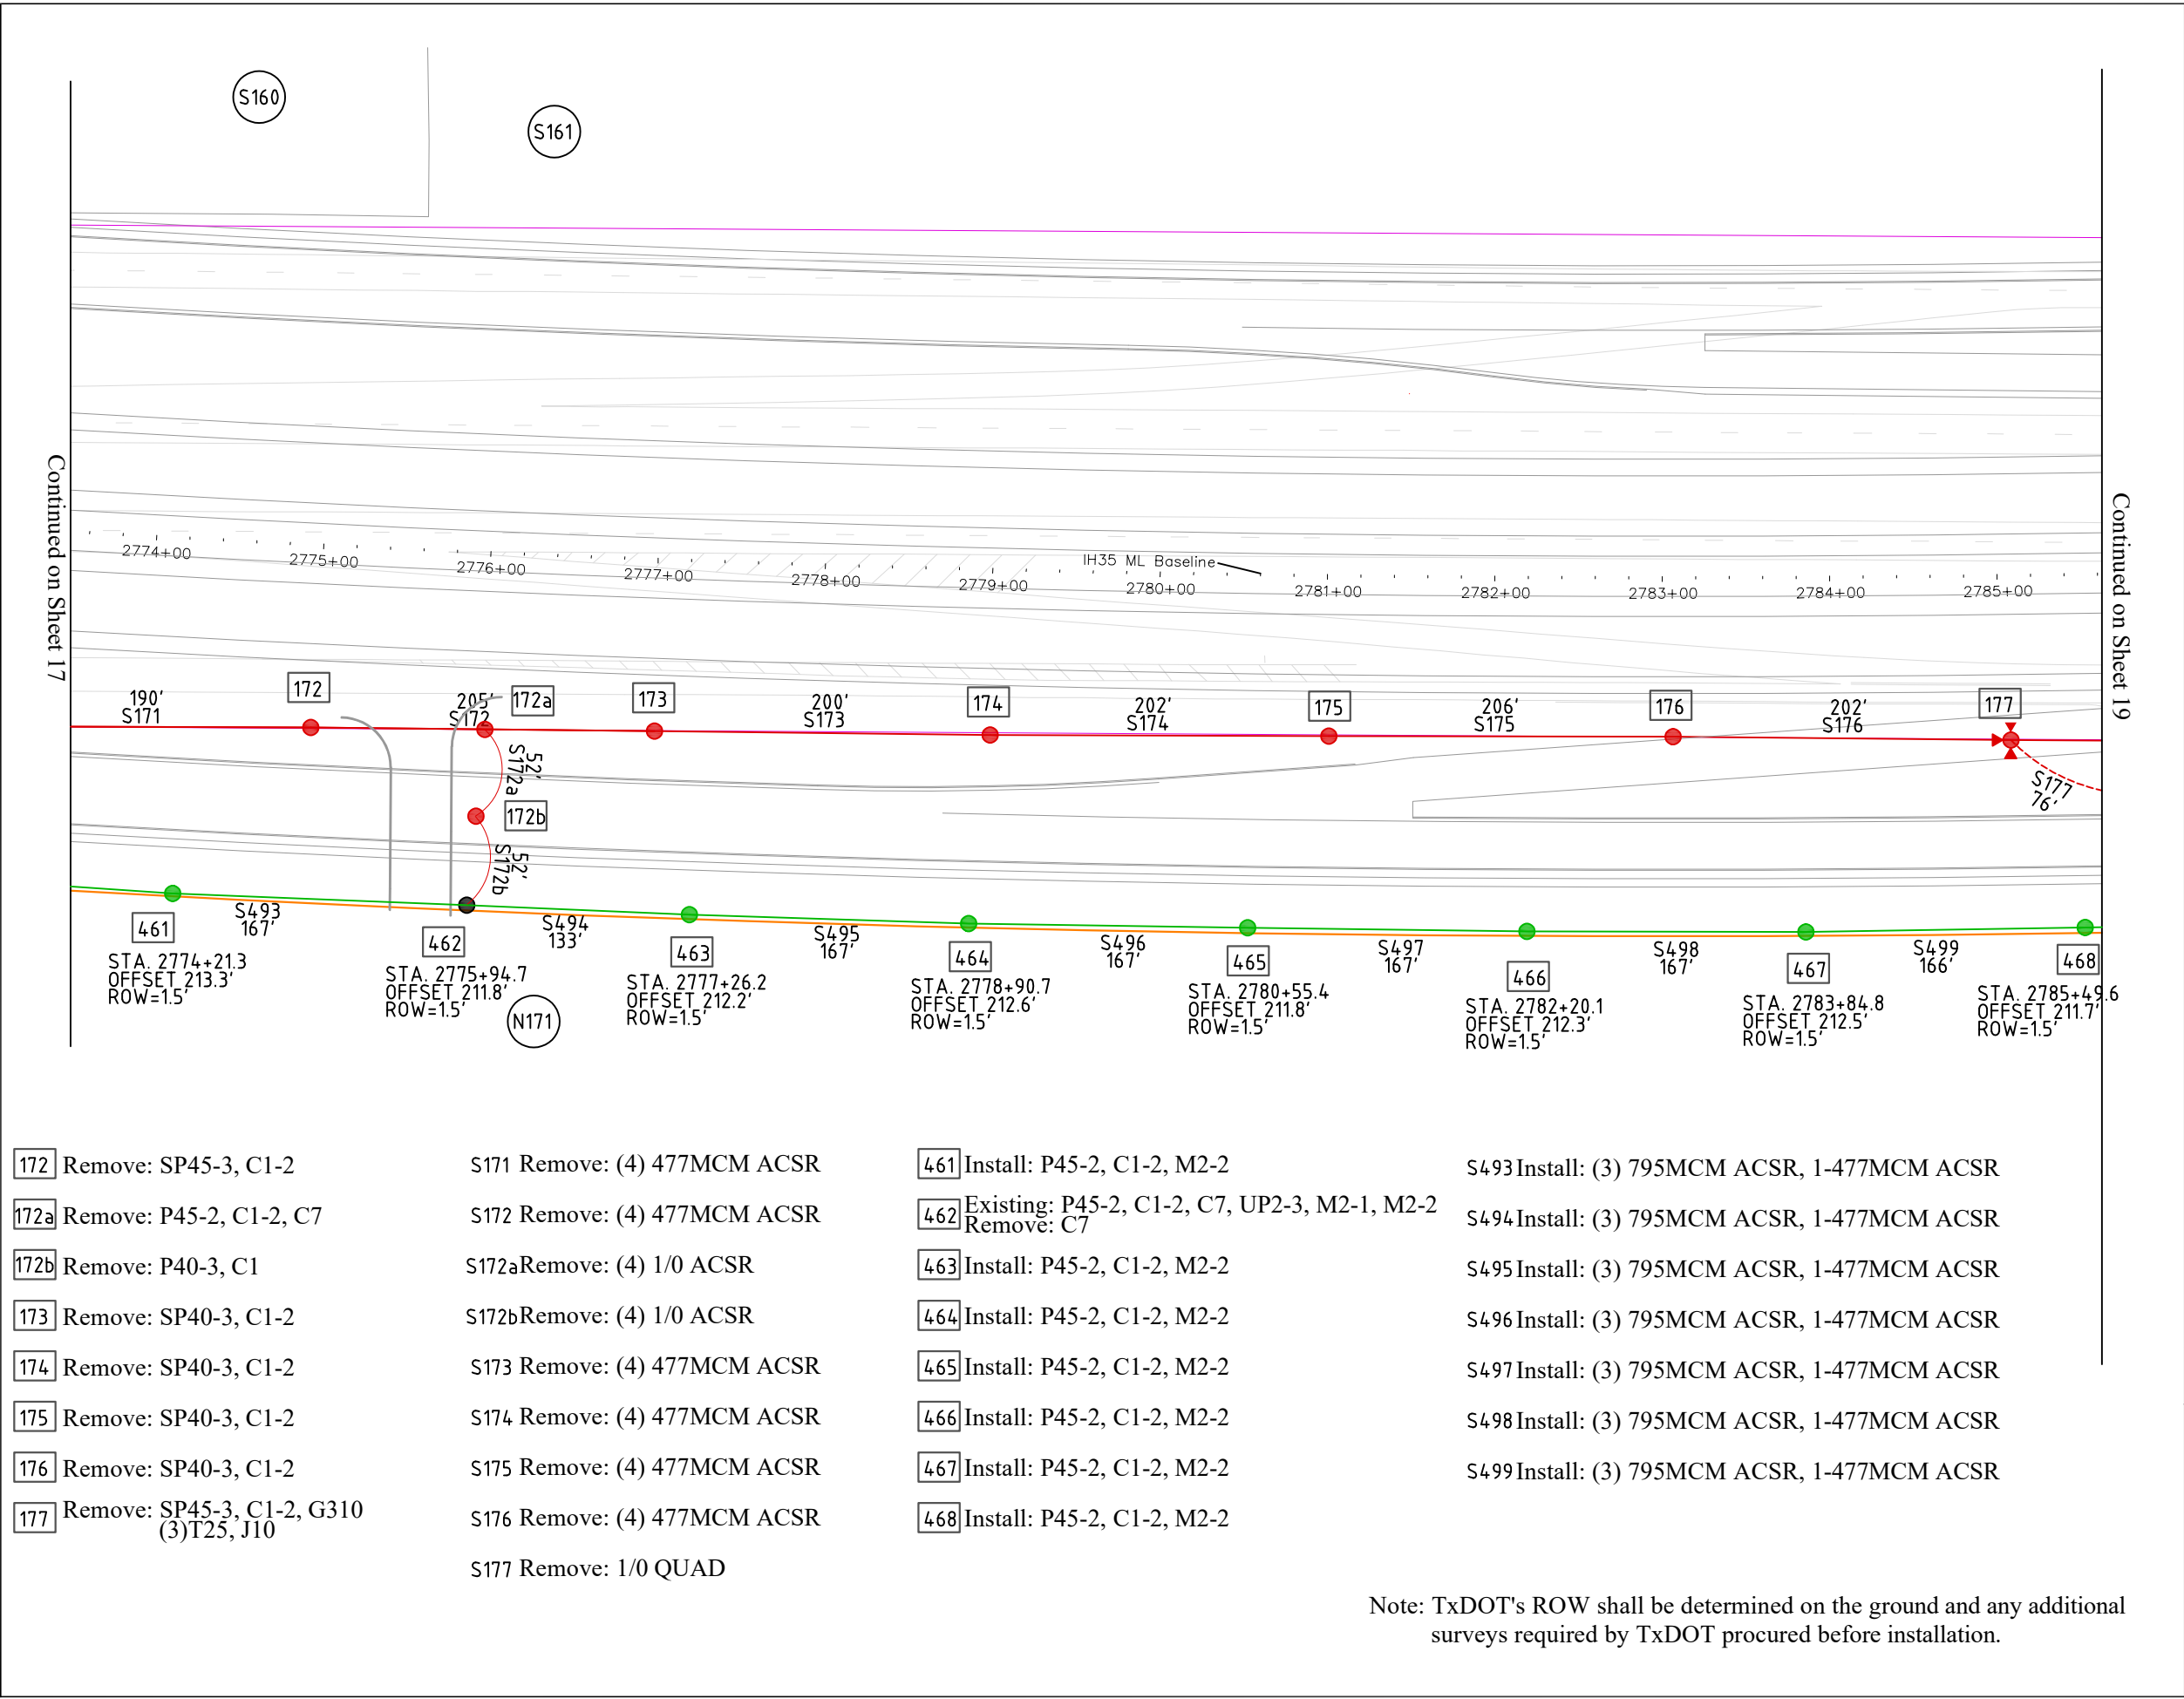 S160
S161
Continued on Sheet 17
Continued on Sheet 19
2774+00
2775+00
2776+00
2777+00
2778+00
2779+00
IH35 ML Baseline
2780+00
2781+00
2782+00
2783+00
2784+00
2785+00
190'
S171
172
205'
S172
172a
173
200'
S173
174
202'
S174
175
206'
S175
176
202'
S176
177
52'
S172a
172b
52'
S172b
S177
76'
461
STA. 2774+21.3
OFFSET 213.3'
ROW=1.5'
S493
167'
462
STA. 2775+94.7
OFFSET 211.8'
ROW=1.5'
N171
S494
133'
463
STA. 2777+26.2
OFFSET 212.2'
ROW=1.5'
S495
167'
464
STA. 2778+90.7
OFFSET 212.6'
ROW=1.5'
S496
167'
465
STA. 2780+55.4
OFFSET 211.8'
ROW=1.5'
S497
167'
466
STA. 2782+20.1
OFFSET 212.3'
ROW=1.5'
S498
167'
467
STA. 2783+84.8
OFFSET 212.5'
ROW=1.5'
S499
166'
468
STA. 2785+49.6
OFFSET 211.7'
ROW=1.5'
172 Remove: SP45-3, C1-2
172a Remove: P45-2, C1-2, C7
172b Remove: P40-3, C1
173 Remove: SP40-3, C1-2
174 Remove: SP40-3, C1-2
175 Remove: SP40-3, C1-2
176 Remove: SP40-3, C1-2
177 Remove: SP45-3, C1-2, G310
(3)T25, J10
S171 Remove: (4) 477MCM ACSR
S172 Remove: (4) 477MCM ACSR
S172a Remove: (4) 1/0 ACSR
S172b Remove: (4) 1/0 ACSR
S173 Remove: (4) 477MCM ACSR
S174 Remove: (4) 477MCM ACSR
S175 Remove: (4) 477MCM ACSR
S176 Remove: (4) 477MCM ACSR
S177 Remove: 1/0 QUAD
461 Install: P45-2, C1-2, M2-2
462 Existing: P45-2, C1-2, C7, UP2-3, M2-1, M2-2
Remove: C7
463 Install: P45-2, C1-2, M2-2
464 Install: P45-2, C1-2, M2-2
465 Install: P45-2, C1-2, M2-2
466 Install: P45-2, C1-2, M2-2
467 Install: P45-2, C1-2, M2-2
468 Install: P45-2, C1-2, M2-2
S493 Install: (3) 795MCM ACSR, 1-477MCM ACSR
S494 Install: (3) 795MCM ACSR, 1-477MCM ACSR
S495 Install: (3) 795MCM ACSR, 1-477MCM ACSR
S496 Install: (3) 795MCM ACSR, 1-477MCM ACSR
S497 Install: (3) 795MCM ACSR, 1-477MCM ACSR
S498 Install: (3) 795MCM ACSR, 1-477MCM ACSR
S499 Install: (3) 795MCM ACSR, 1-477MCM ACSR
Note: TxDOT's ROW shall be determined on the ground and any additional
surveys required by TxDOT procured before installation.